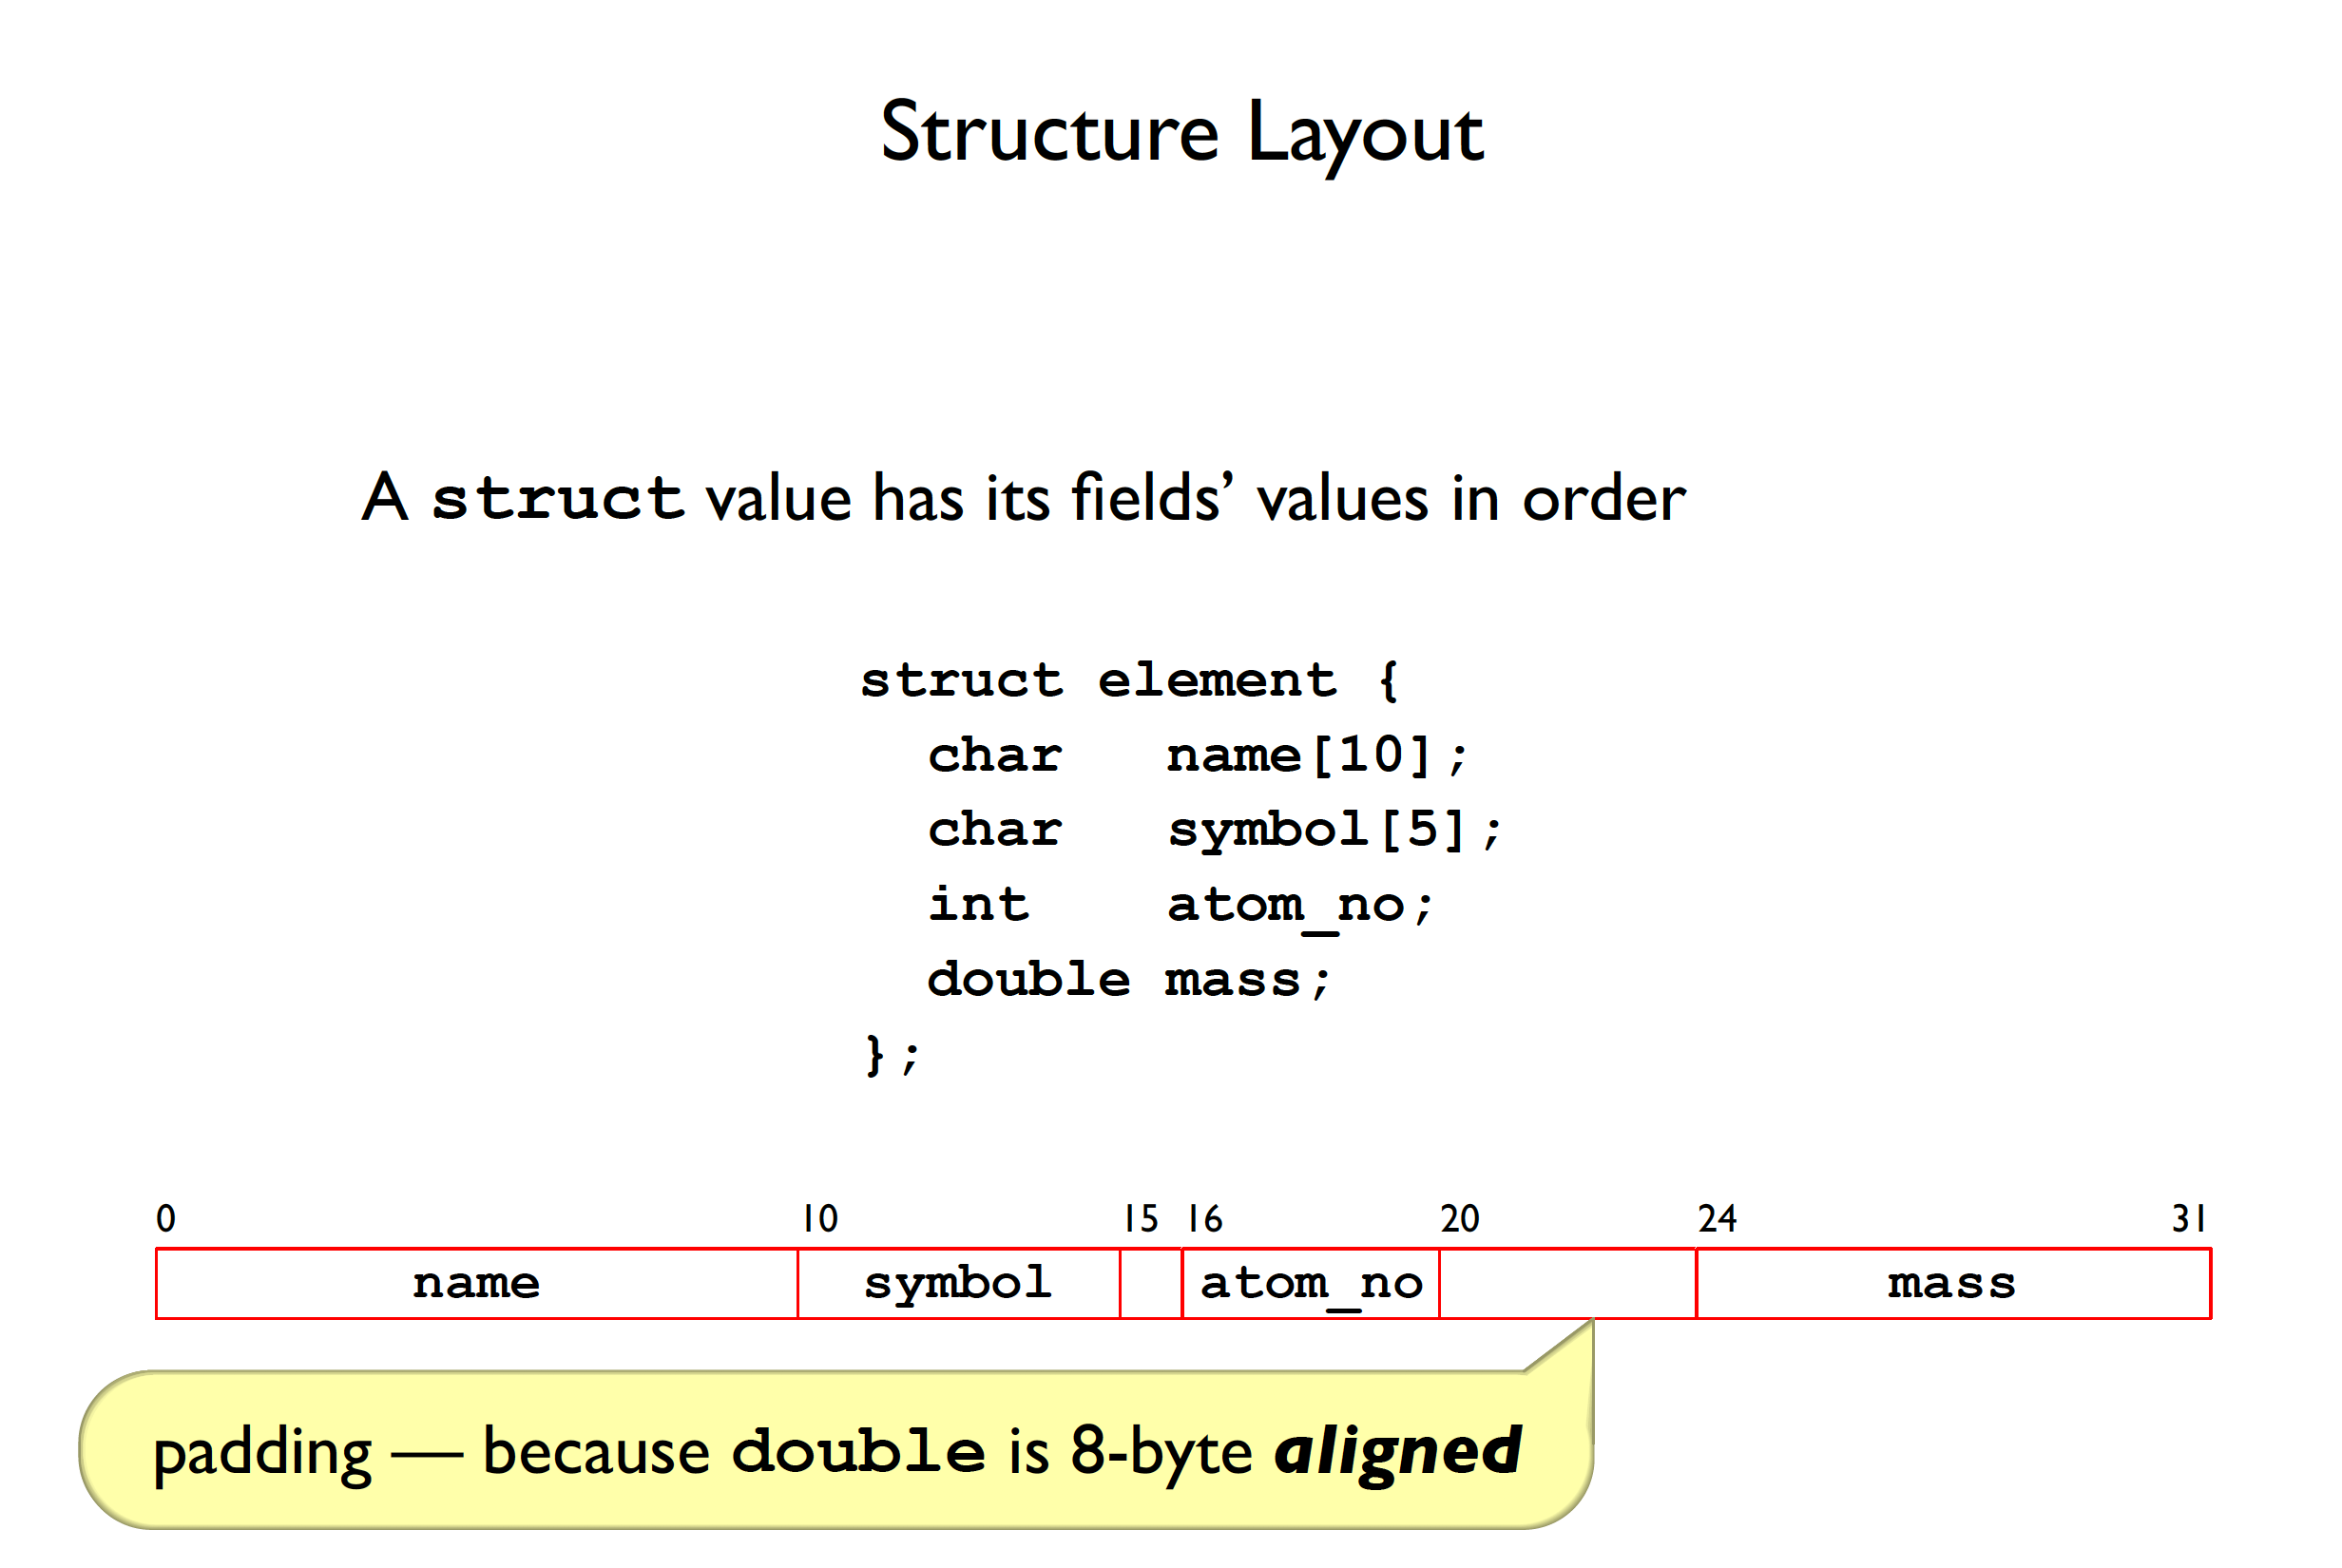 Structure Layout
A struct value has its fields’ values in order
struct element {
  char   name[10];
  char   symbol[5];
  int    atom_no;
  double mass;
};
0 10 15 16 20 24 31
name symbol atom_no mass
padding — because double is 8-byte aligned